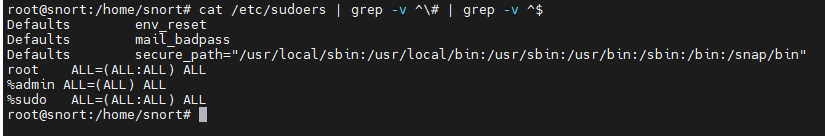 root@snort:/home/snort# cat /etc/sudoers | grep -v ^\# | grep -v ^$
Defaults        env_reset
Defaults        mail_badpass
Defaults        secure_path="/usr/local/sbin:/usr/local/bin:/usr/sbin:/usr/bin:/sbin:/bin:/snap/bin"
root    ALL=(ALL:ALL) ALL
%admin ALL=(ALL) ALL
%sudo   ALL=(ALL:ALL) ALL
root@snort:/home/snort#